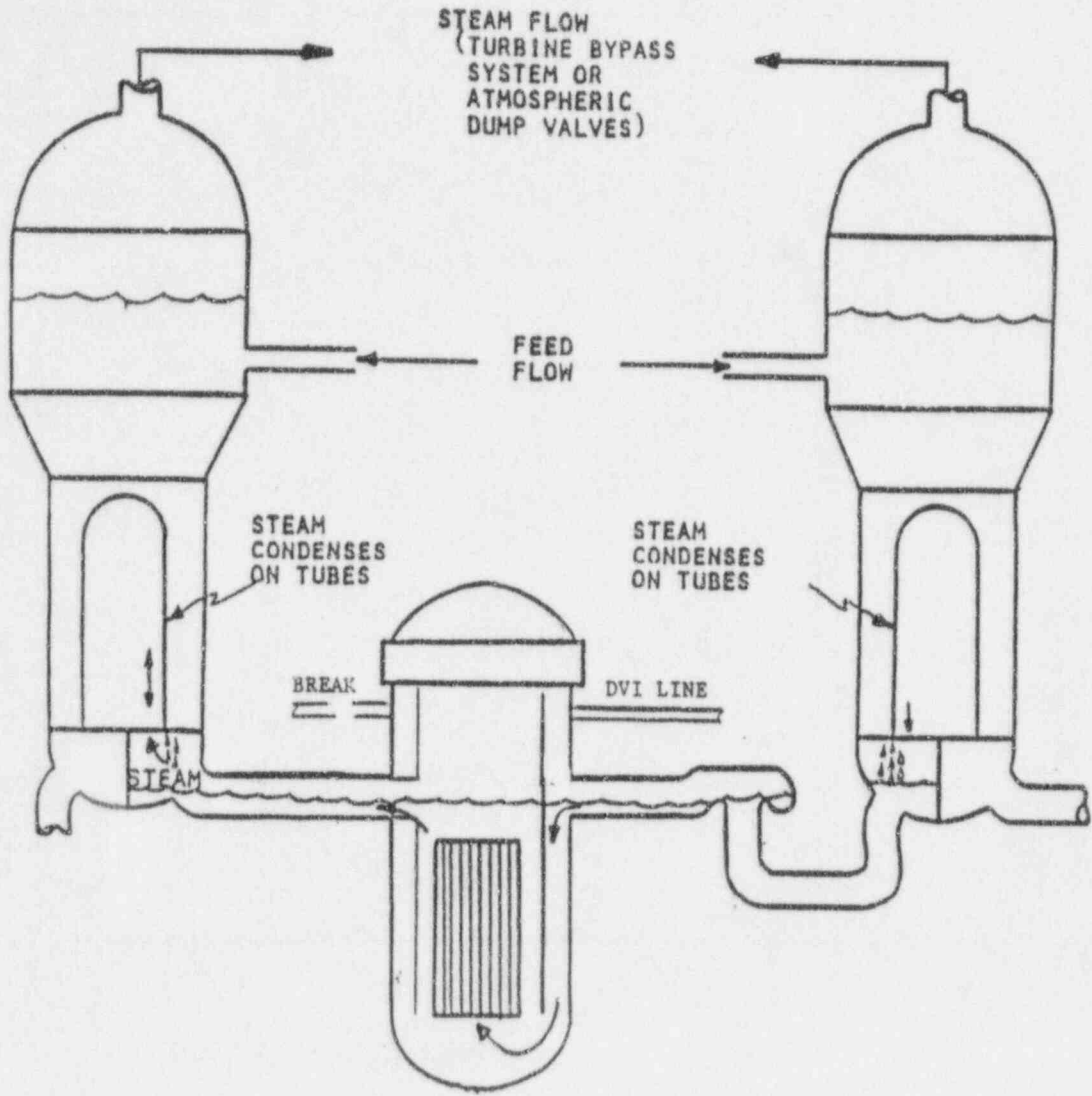 STEAM FLOW
(TURBINE BYPASS
SYSTEM OR
ATMOSPHERIC
DUMP VALVES)
FEED
FLOW
STEAM
CONDENSES
ON TUBES
STEAM
CONDENSES
ON TUBES
BREAK
DVI LINE
STEAM